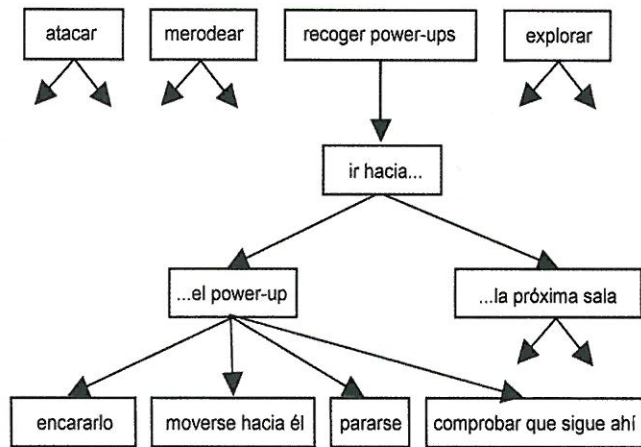 atacar
merodear
recoger power-ups
explorar
ir hacia...
...el power-up
...la próxima sala
encararlo
moverse hacia él
pararse
comprobar que sigue ahí